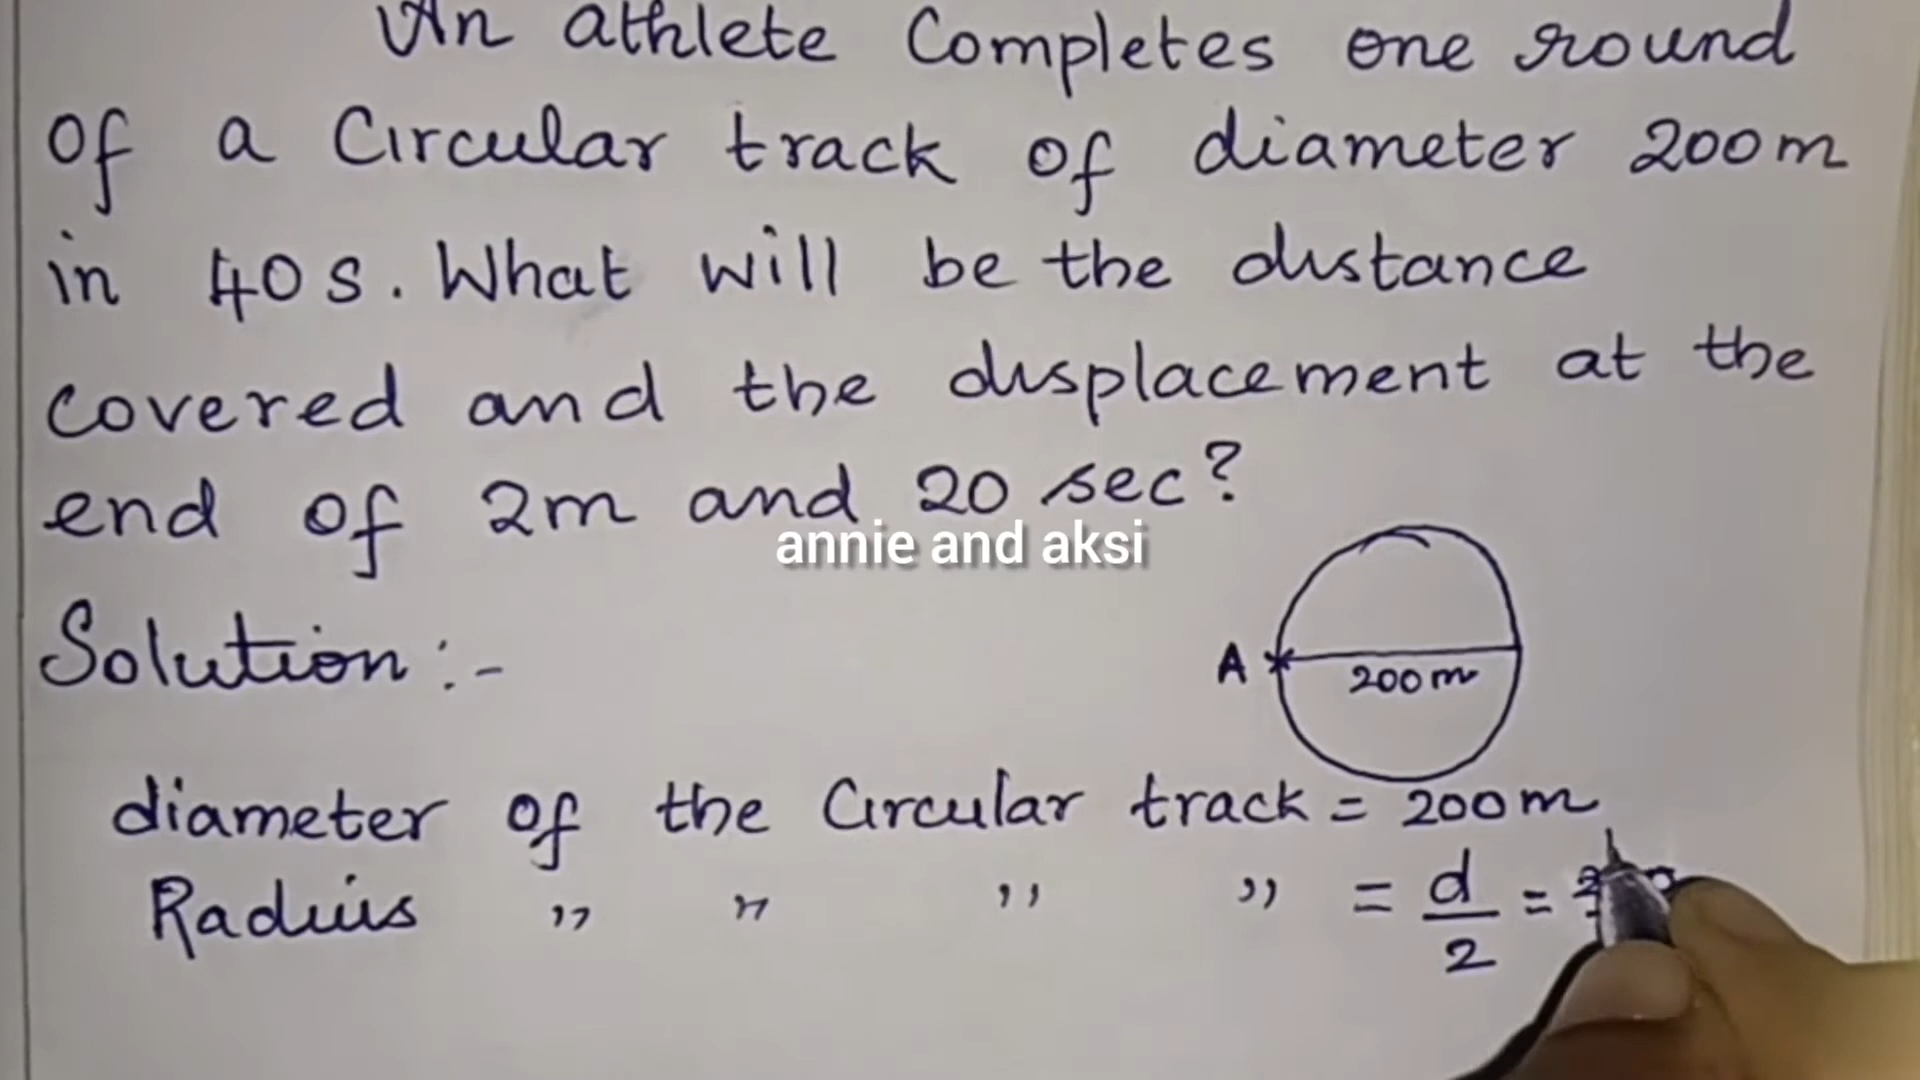 An athlete Completes one round
of a Circular track of diameter 200m
in 40s. What will be the distance
covered and the displacement at the
end of 2m and 20 sec?
annie and aksi
Solution :-
A
200m
diameter of the Circular track = 200m
Radius " " " " = d/2 =